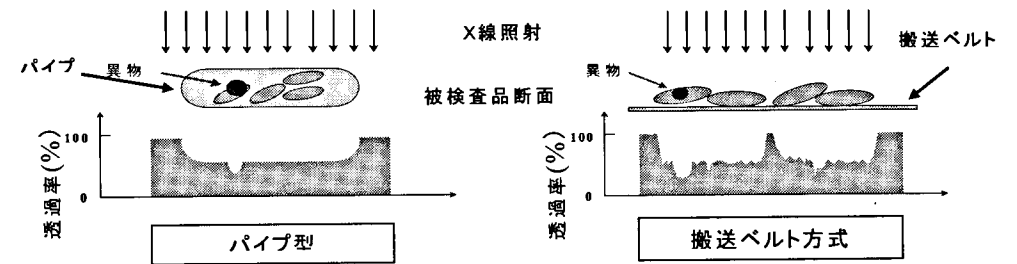 X線照射
搬送ベルト
パイプ
異物
被検査品断面
異物
透過率(%)
100
0
透過率(%)
100
0
パイプ型
搬送ベルト方式